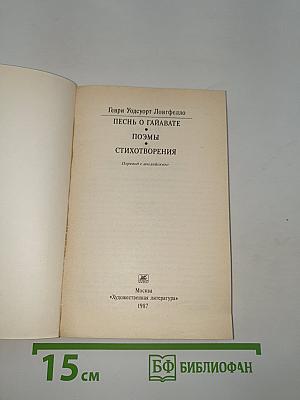 Генри Уодсуорт Лонгфелло
ПЕСНЬ О ГАЙАВАТЕ
•
ПОЭМЫ
•
СТИХОТВОРЕНИЯ
Перевод с английского
Москва
«Художественная литература»
1987
15 см
БФ БИБЛИОФАН